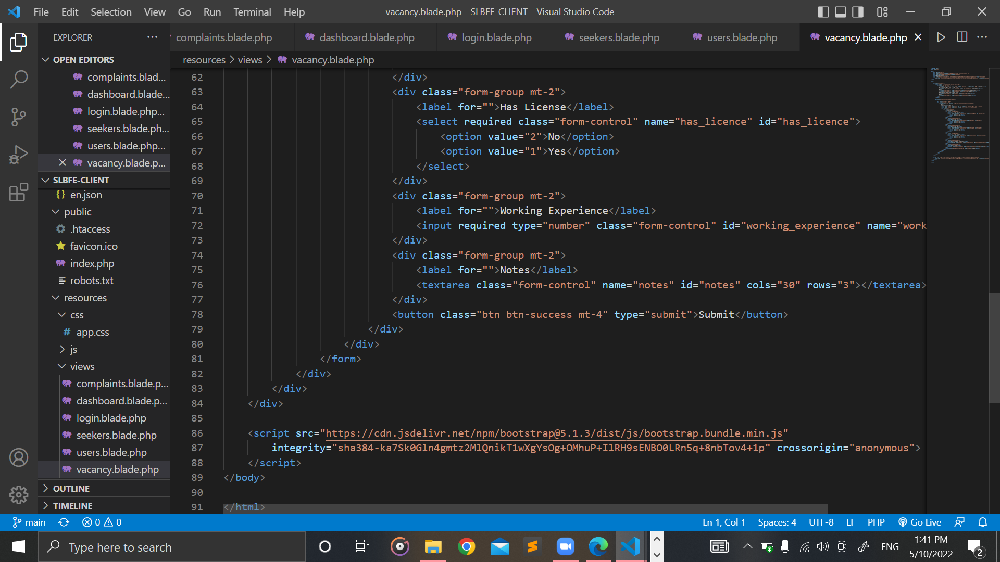 File Edit Selection View Go Run Terminal Help
vacancy.blade.php - SLBFE-CLIENT - Visual Studio Code
EXPLORER
complaints.blade.php dashboard.blade.php login.blade.php seekers.blade.php users.blade.php vacancy.blade.php
resources > views > vacancy.blade.php
OPEN EDITORS
complaints.blad...
dashboard.blade...
login.blade.php...
seekers.blade.ph...
users.blade.php...
vacancy.blade.p...
SLBFE-CLIENT
{} en.json
public
.htaccess
favicon.ico
index.php
robots.txt
resources
css
# app.css
js
views
complaints.blade.p...
dashboard.blade.p...
login.blade.php
seekers.blade.php
users.blade.php
vacancy.blade.php
OUTLINE
TIMELINE
62 </div>
63 <div class="form-group mt-2">
64 <label for="">Has License</label>
65 <select required class="form-control" name="has_licence" id="has_licence">
66 <option value="2">No</option>
67 <option value="1">Yes</option>
68 </select>
69 </div>
70 <div class="form-group mt-2">
71 <label for="">Working Experience</label>
72 <input required type="number" class="form-control" id="working_experience" name="work
73 </div>
74 <div class="form-group mt-2">
75 <label for="">Notes</label>
76 <textarea class="form-control" name="notes" id="notes" cols="30" rows="3"></textarea>
77 </div>
78 <button class="btn btn-success mt-4" type="submit">Submit</button>
79 </div>
80 </div>
81 </form>
82 </div>
83 </div>
84 </div>
85
86 <script src="https://cdn.jsdelivr.net/npm/bootstrap@5.1.3/dist/js/bootstrap.bundle.min.js"
87 integrity="sha384-ka7Sk0Gln4gmtz2MlQnikT1wXgYsOg+OMhuP+IlRH9sENBO0LRn5q+8nbTov4+1p" crossorigin="anonymous">
88 </script>
89 </body>
90
91 </html>
main 0 0
Ln 1, Col 1 Spaces: 4 UTF-8 LF PHP Go Live
Type here to search
ENG
1:41 PM
5/10/2022
2